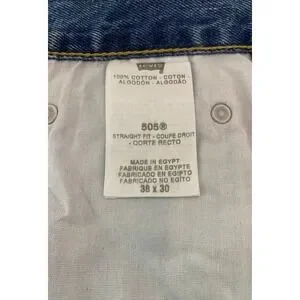 LEVI'S
100% COTTON - COTON
ALGODÓN - ALGODÃO
505®
STRAIGHT FIT - COUPE DROIT
- CORTE RECTO
MADE IN EGYPT
FABRIQUE EN EGYPTE
FABRICADO EN EGIPTO
FABRICADO NO EGITO
38 x 30